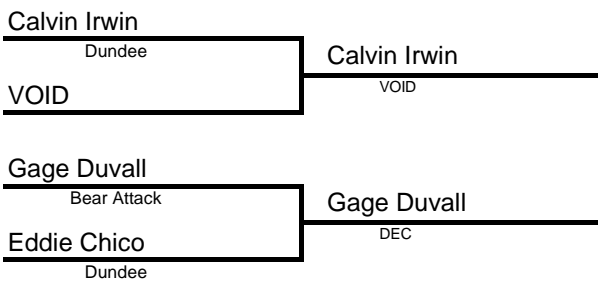 Calvin Irwin
Dundee
Calvin Irwin
VOID
VOID
Gage Duvall
Bear Attack
Gage Duvall
DEC
Eddie Chico
Dundee